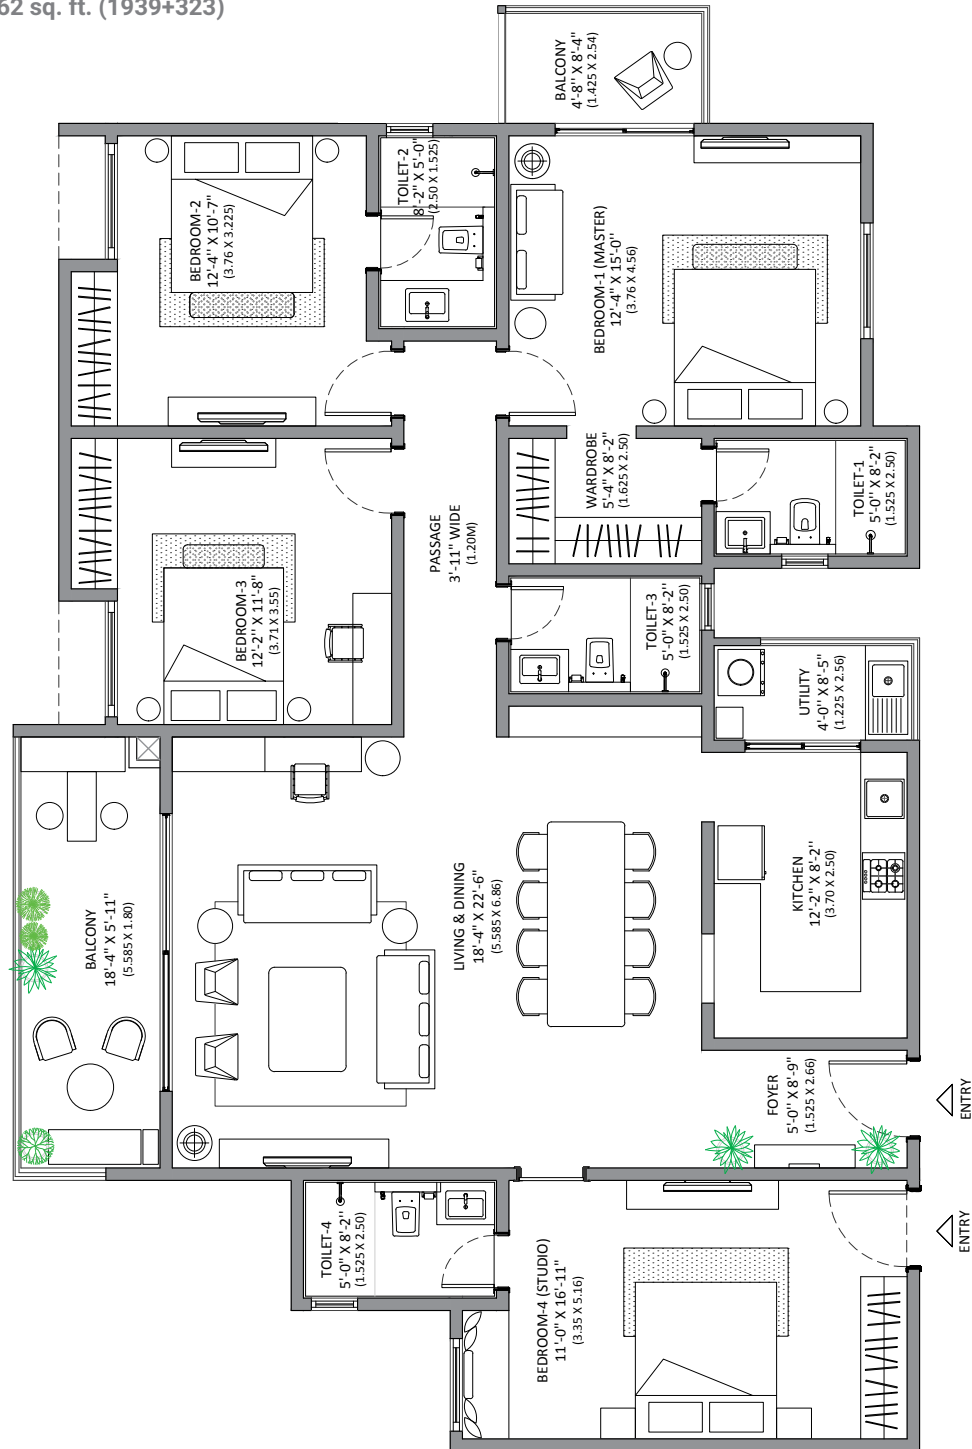 62 sq. ft. (1939+323)
BALCONY
4'-8" X 8'-4"
(1.425 X 2.54)
BEDROOM-2
12'-4" X 10'-7"
(3.76 X 3.225)
TOILET-2
8'-2" X 5'-0"
(2.50 X 1.525)
BEDROOM-1 (MASTER)
12'-4" X 15'-0"
(3.76 X 4.56)
WARDROBE
5'-4" X 8'-2"
(1.625 X 2.50)
TOILET-1
5'-0" X 8'-2"
(1.525 X 2.50)
PASSAGE
3'-11" WIDE
(1.20M)
BEDROOM-3
12'-2" X 11'-8"
(3.71 X 3.55)
TOILET-3
5'-0" X 8'-2"
(1.525 X 2.50)
UTILITY
4'-0" X 8'-5"
(1.225 X 2.56)
BALCONY
18'-4" X 5'-11"
(5.585 X 1.80)
LIVING & DINING
18'-4" X 22'-6"
(5.585 X 6.86)
KITCHEN
12'-2" X 8'-2"
(3.70 X 2.50)
FOYER
5'-0" X 8'-9"
(1.525 X 2.66)
ENTRY
ENTRY
TOILET-4
5'-0" X 8'-2"
(1.525 X 2.50)
BEDROOM-4 (STUDIO)
11'-0" X 16'-11"
(3.35 X 5.16)